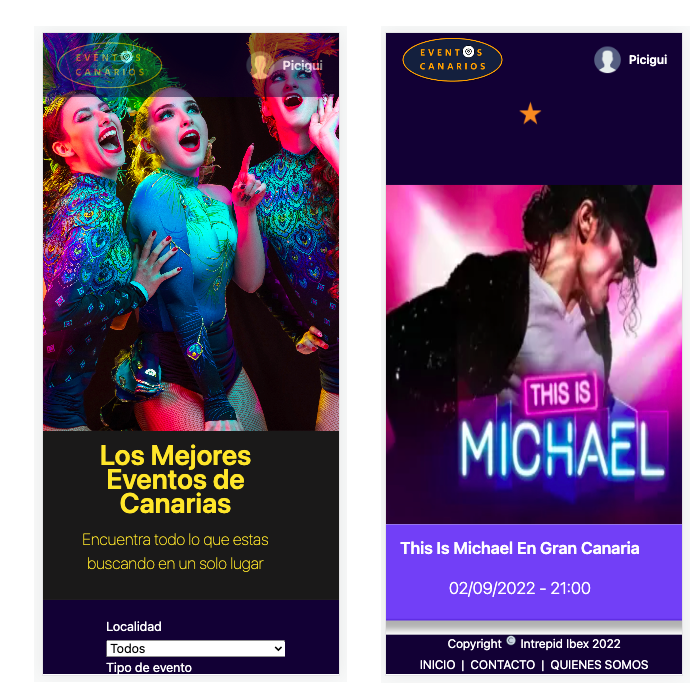 EVENTOS
CANARIOS
Picigui
Los Mejores
Eventos de
Canarias
Encuentra todo lo que estas
buscando en un solo lugar
Localidad
Todos
Tipo de evento
EVENTOS
CANARIOS
Picigui
THIS IS
MICHAEL
This Is Michael En Gran Canaria
02/09/2022 - 21:00
Copyright © Intrepid Ibex 2022
INICIO | CONTACTO | QUIENES SOMOS